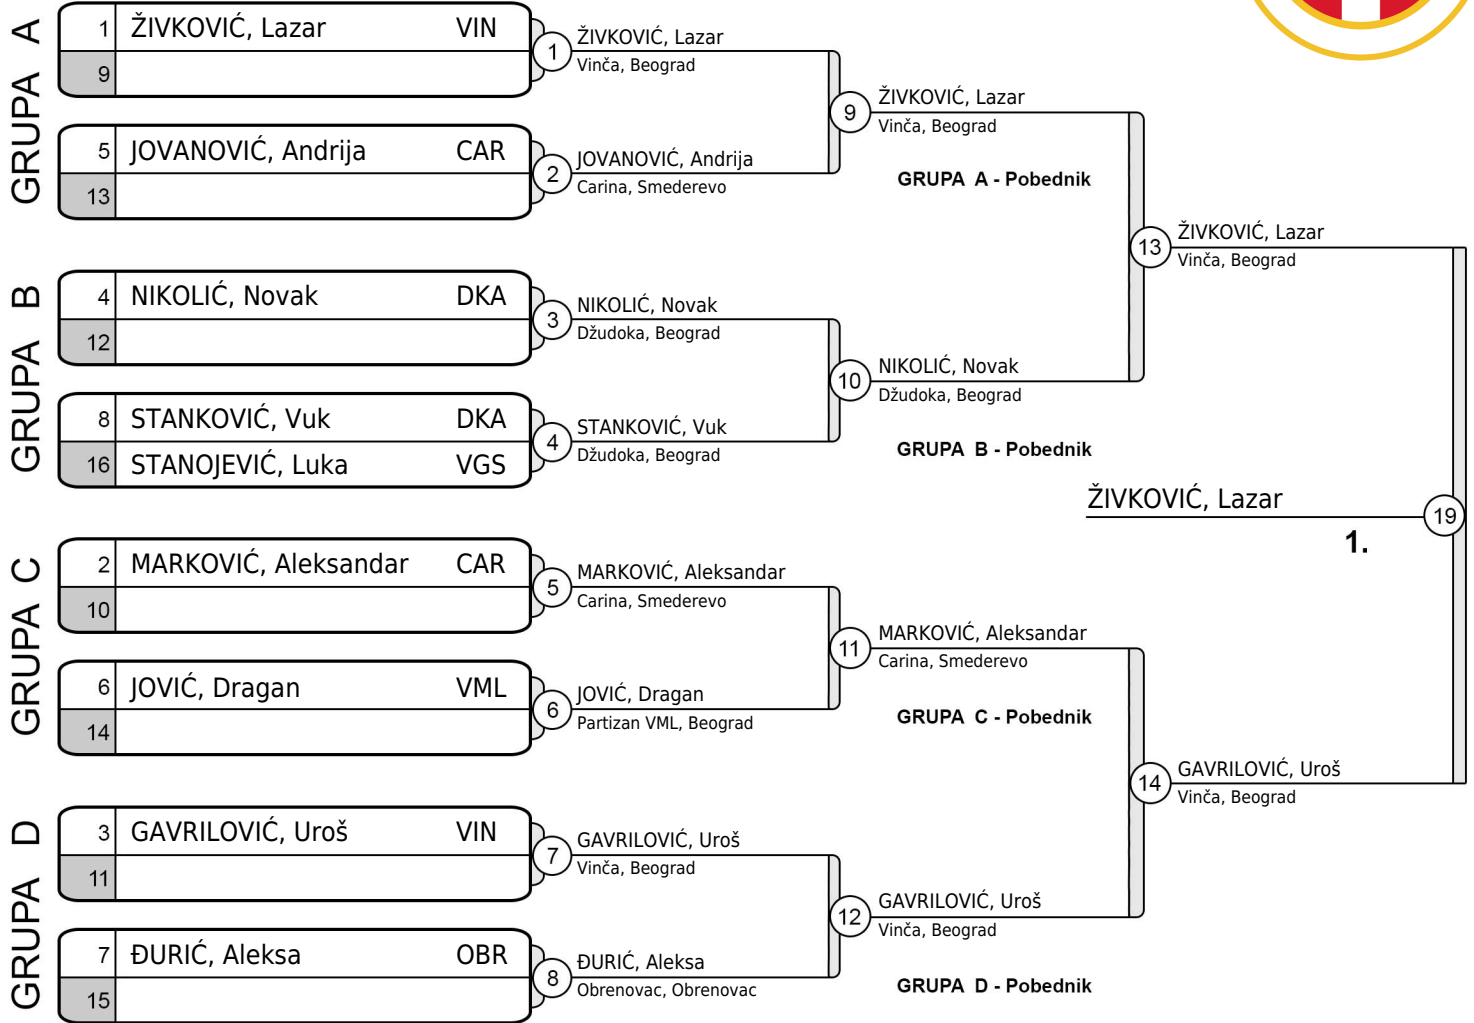 GRUPA A
1 ŽIVKOVIĆ, Lazar VIN
9
5 JOVANOVIĆ, Andrija CAR
13
GRUPA B
4 NIKOLIĆ, Novak DKA
12
8 STANKOVIĆ, Vuk DKA
16 STANOJEVIĆ, Luka VGS
GRUPA C
2 MARKOVIĆ, Aleksandar CAR
10
6 JOVIĆ, Dragan VML
14
GRUPA D
3 GAVRILOVIĆ, Uroš VIN
11
7 ĐURIĆ, Aleksa OBR
15
1 ŽIVKOVIĆ, Lazar
Vinča, Beograd
2 JOVANOVIĆ, Andrija
Carina, Smederevo
3 NIKOLIĆ, Novak
Džudoka, Beograd
4 STANKOVIĆ, Vuk
Džudoka, Beograd
5 MARKOVIĆ, Aleksandar
Carina, Smederevo
6 JOVIĆ, Dragan
Partizan VML, Beograd
7 GAVRILOVIĆ, Uroš
Vinča, Beograd
8 ĐURIĆ, Aleksa
Obrenovac, Obrenovac
9 ŽIVKOVIĆ, Lazar
Vinča, Beograd
GRUPA A - Pobednik
10 NIKOLIĆ, Novak
Džudoka, Beograd
GRUPA B - Pobednik
11 MARKOVIĆ, Aleksandar
Carina, Smederevo
GRUPA C - Pobednik
12 GAVRILOVIĆ, Uroš
Vinča, Beograd
GRUPA D - Pobednik
13 ŽIVKOVIĆ, Lazar
Vinča, Beograd
14 GAVRILOVIĆ, Uroš
Vinča, Beograd
ŽIVKOVIĆ, Lazar 19
1.